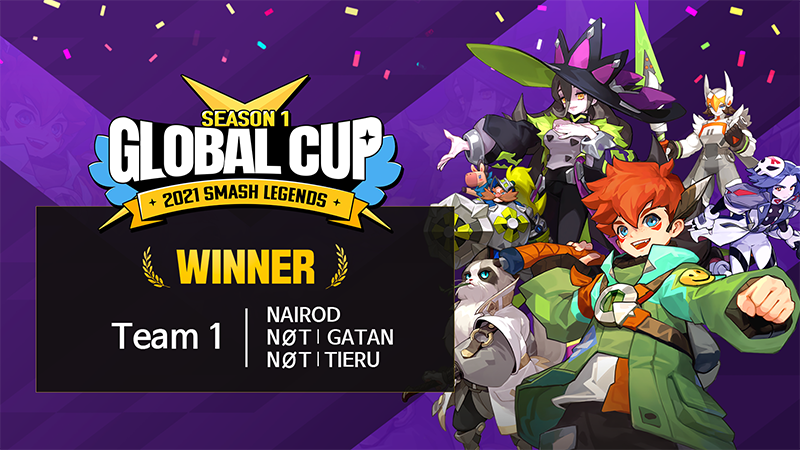 SEASON 1
GLOBAL CUP
2021 SMASH LEGENDS
WINNER
Team 1
NAIROD
NØT | GATAN
NØT | TIERU